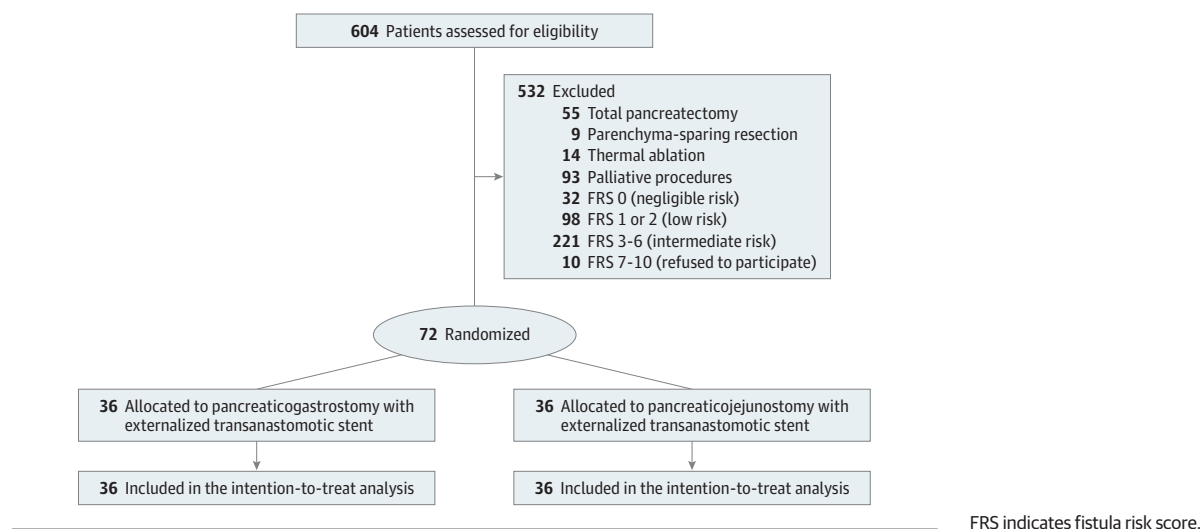 604 Patients assessed for eligibility
532 Excluded
55 Total pancreatectomy
9 Parenchyma-sparing resection
14 Thermal ablation
93 Palliative procedures
32 FRS 0 (negligible risk)
98 FRS 1 or 2 (low risk)
221 FRS 3-6 (intermediate risk)
10 FRS 7-10 (refused to participate)
72 Randomized
36 Allocated to pancreaticogastrostomy with
externalized transanastomotic stent
36 Allocated to pancreaticojejunostomy with
externalized transanastomotic stent
36 Included in the intention-to-treat analysis
36 Included in the intention-to-treat analysis
FRS indicates fistula risk score.